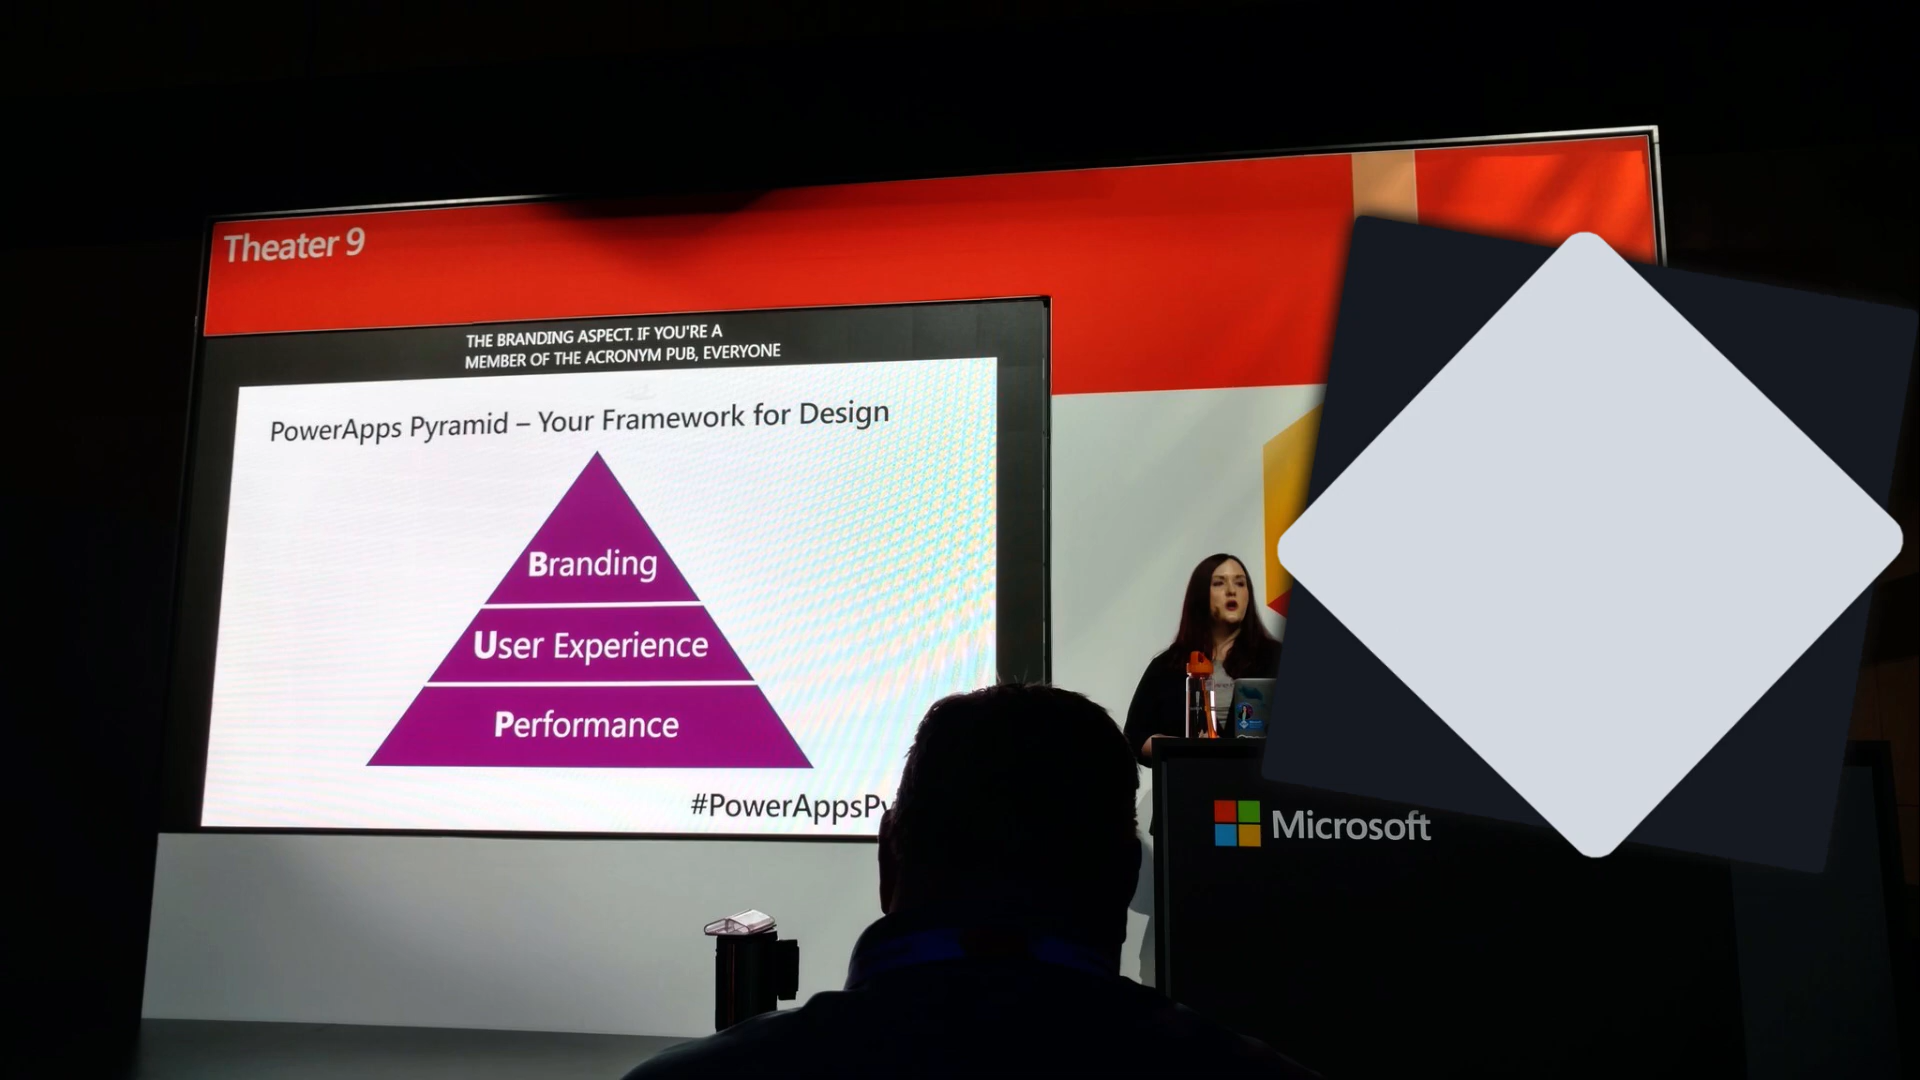 Theater 9
THE BRANDING ASPECT. IF YOU'RE A
MEMBER OF THE ACRONYM PUB, EVERYONE
PowerApps Pyramid – Your Framework for Design
Branding
User Experience
Performance
#PowerAppsPy
Microsoft